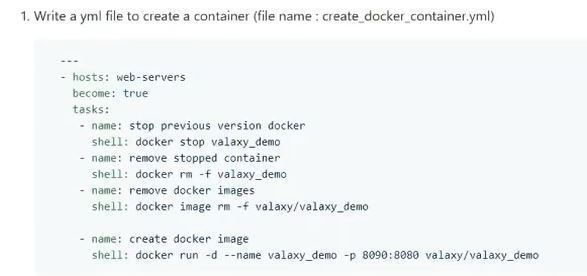 1. Write a yml file to create a container (file name : create_docker_container.yml)
---
- hosts: web-servers
become: true
tasks:
- name: stop previous version docker
shell: docker stop valaxy_demo
- name: remove stopped container
shell: docker rm -f valaxy_demo
- name: remove docker images
shell: docker image rm -f valaxy/valaxy_demo
- name: create docker image
shell: docker run -d --name valaxy_demo -p 8090:8080 valaxy/valaxy_demo